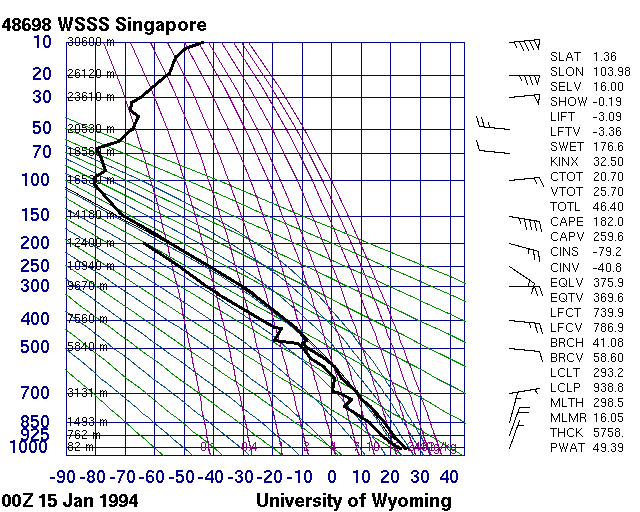 48698 WSSS Singapore
10 30600 m
20 26120 m
30 23610 m
50 20530 m
70
100
150 14180 m
200 12400 m
250 10940 m
300 9670 m
400 7560 m
500 5840 m
700 3131 m
850 1493 m
925 762 m
1000 82 m
-90 -80 -70 -60 -50 -40 -30 -20 -10 0 10 20 30 40
00Z 15 Jan 1994 University of Wyoming
SLAT 1.36
SLON 103.98
SELV 16.00
SHOW -0.19
LIFT -3.09
LFTV -3.36
SWET 176.6
KINX 32.50
CTOT 20.70
VTOT 25.70
TOTL 46.40
CAPE 182.0
CAPV 259.6
CINS -79.2
CINV -40.8
EQLV 375.9
EQTV 369.6
LFCT 739.9
LFCV 786.9
BRCH 41.08
BRCV 58.60
LCLT 293.2
LCLP 938.8
MLTH 298.5
MLMR 16.05
THCK 5758.
PWAT 49.39